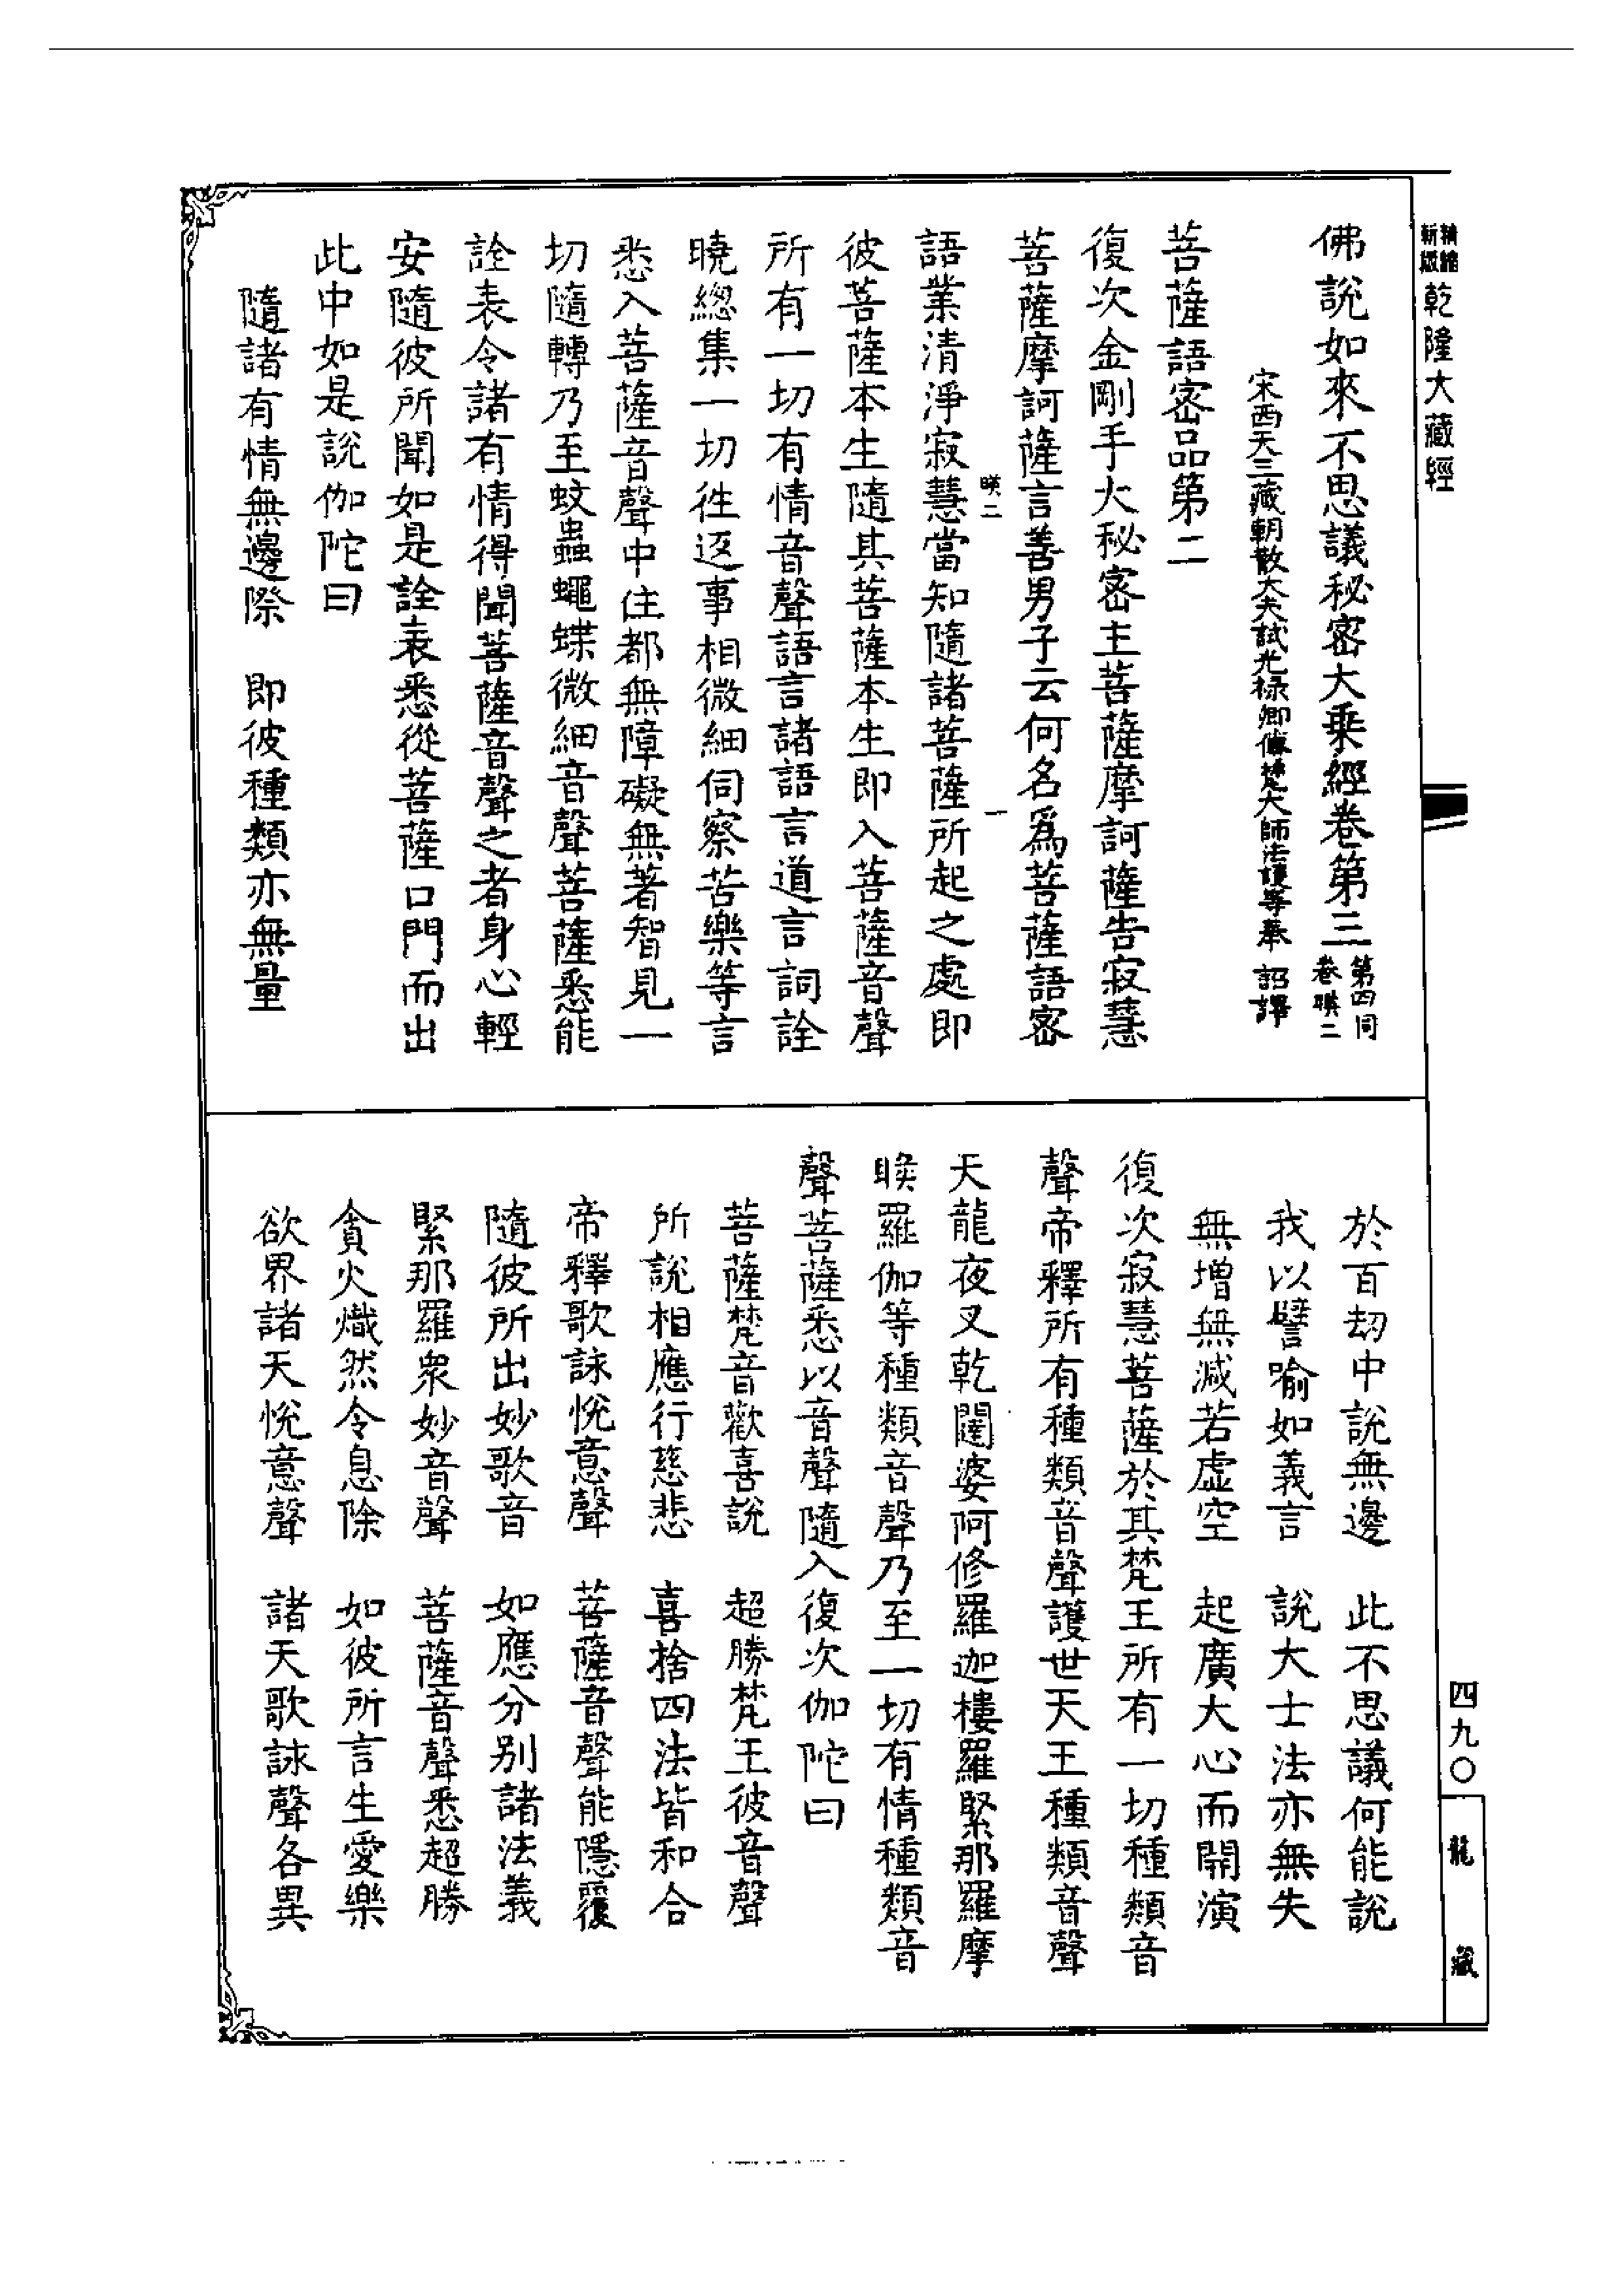 精縮新版乾隆大藏經
佛說如來不思議秘密大乗經卷第三 第四同卷㬢二
宋西天三藏朝散大夫試光祿卿傳梵大師法護等奉 詔譯
菩薩語密品第二
復次金剛手大秘密主菩薩摩訶薩告寂慧
菩薩摩訶薩言善男子云何名爲菩薩語密
語業清淨寂慧當知隨諸菩薩所起之處即
彼菩薩本生隨其菩薩本生即入菩薩音聲
所有一切有情音聲語言諸語言道言詞詮
曉緫集一切徃返事相微細伺察苦樂等言
悉入菩薩音聲中住都無障礙無著智見一
切隨轉乃至蚊蟲蠅蝶微細音聲菩薩悉能
詮表令諸有情得聞菩薩音聲之者身心輕
安隨彼所聞如是詮表悉從菩薩口門而出
此中如是說伽陀曰
隨諸有情無邊際　即彼種類亦無量
於百劫中說無邊　此不思議何能說
我以譬喻如義言　說大士法亦無失
無增無減若虛空　起廣大心而開演
復次寂慧菩薩於其梵王所有一切種類音
聲帝釋所有種類音聲護世天王種類音聲
天龍夜叉乾闥婆阿修羅迦樓羅緊那羅摩
睺羅伽等種類音聲乃至一切有情種類音
聲菩薩悉以音聲隨入復次伽陀曰
菩薩梵音歡喜說　超勝梵王彼音聲
所說相應行慈悲　喜捨四法皆和合
帝釋歌詠悅意聲　菩薩音聲能隱覆
隨彼所出妙歌音　如應分別諸法義
緊那羅衆妙音聲　菩薩音聲悉超勝
貪火熾然令息除　如彼所言生愛樂
欲界諸天悅意聲　諸天歌詠聲各異
四九〇
龍藏